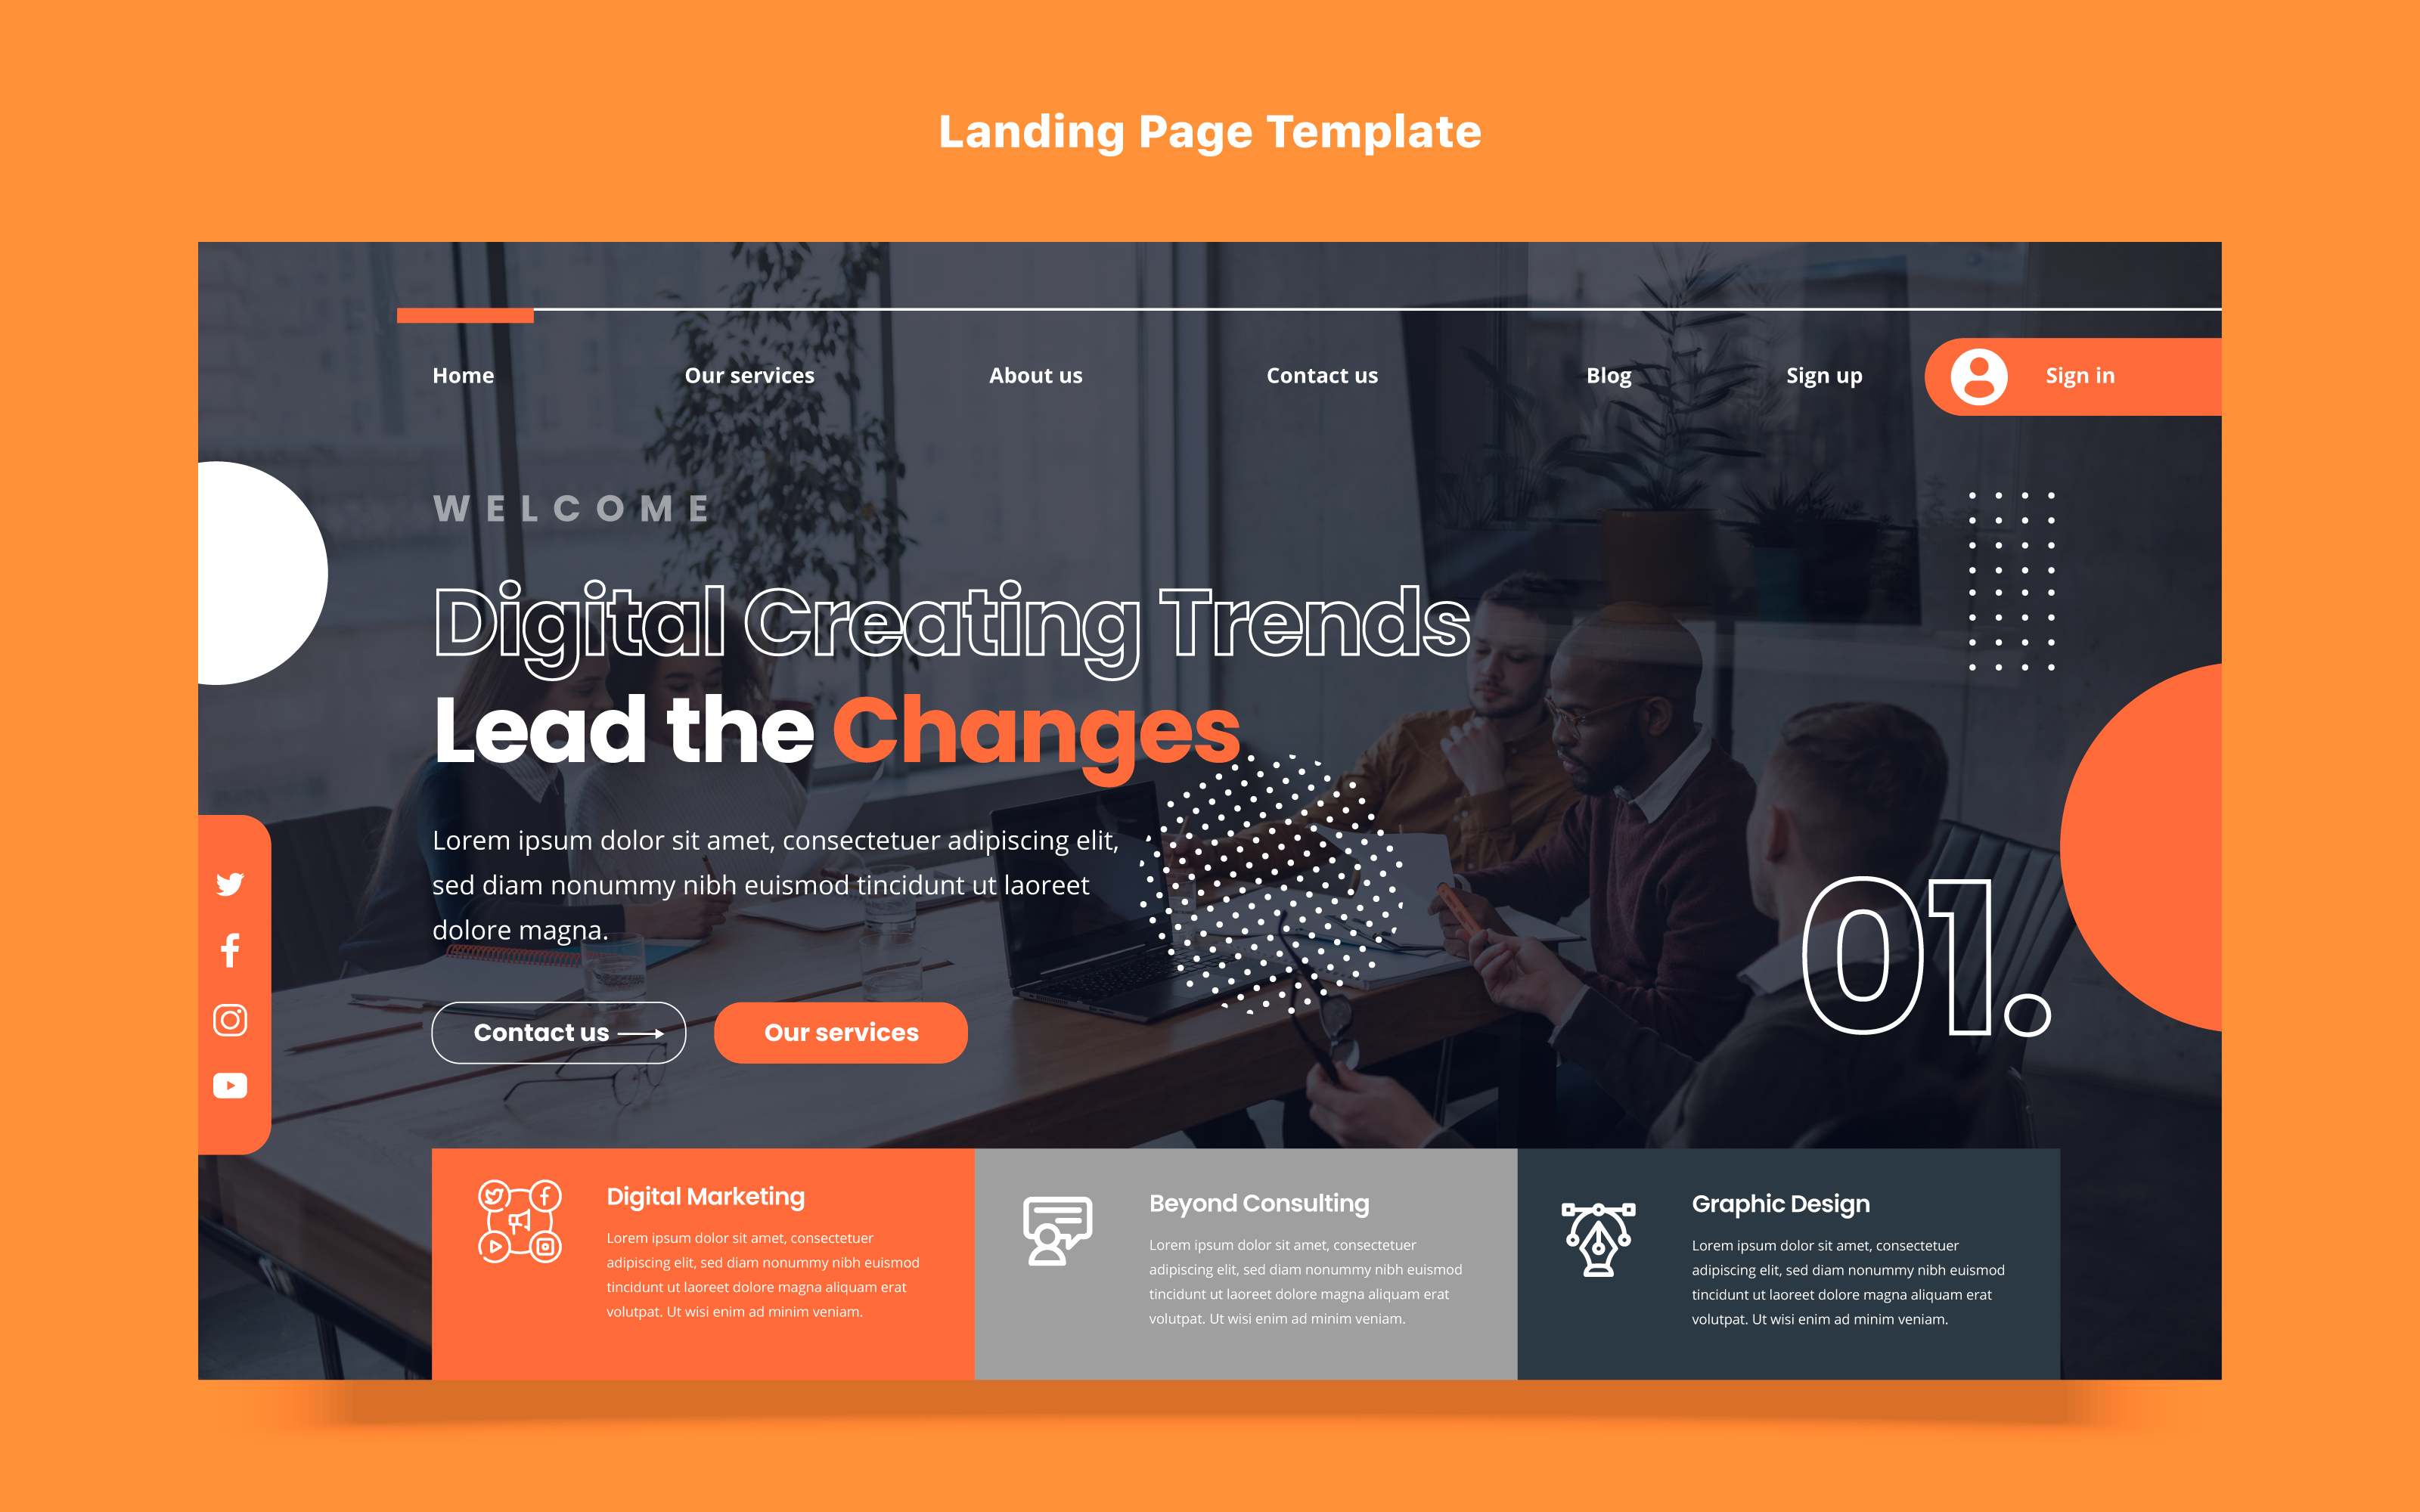 Landing Page Template
Home Our services About us Contact us Blog Sign up Sign in
WELCOME
Digital Creating Trends
Lead the Changes
Lorem ipsum dolor sit amet, consectetuer adipiscing elit,
sed diam nonummy nibh euismod tincidunt ut laoreet
dolore magna.
Contact us
Our services
01.
Digital Marketing
Lorem ipsum dolor sit amet, consectetuer
adipiscing elit, sed diam nonummy nibh euismod
tincidunt ut laoreet dolore magna aliquam erat
volutpat. Ut wisi enim ad minim veniam.
Beyond Consulting
Lorem ipsum dolor sit amet, consectetuer
adipiscing elit, sed diam nonummy nibh euismod
tincidunt ut laoreet dolore magna aliquam erat
volutpat. Ut wisi enim ad minim veniam.
Graphic Design
Lorem ipsum dolor sit amet, consectetuer
adipiscing elit, sed diam nonummy nibh euismod
tincidunt ut laoreet dolore magna aliquam erat
volutpat. Ut wisi enim ad minim veniam.